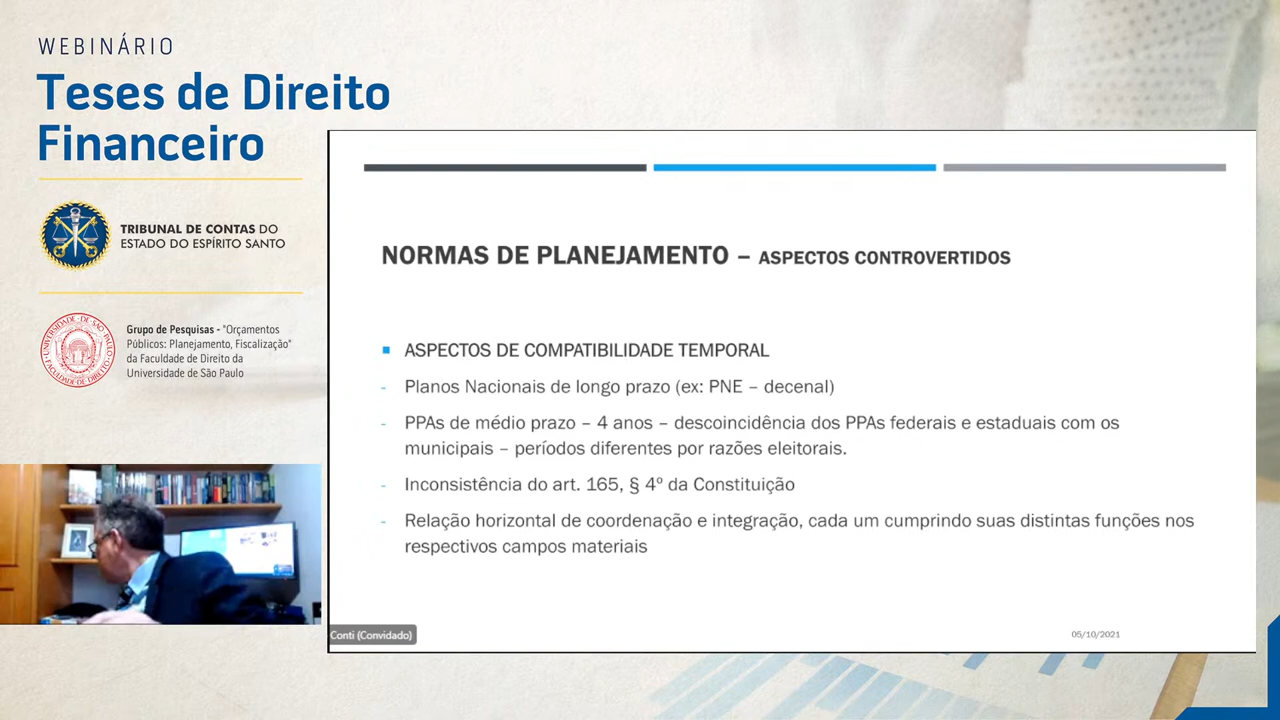 WEBINÁRIO
Teses de Direito
Financeiro
TRIBUNAL DE CONTAS DO
ESTADO DO ESPÍRITO SANTO
Grupo de Pesquisas - "Orçamentos
Públicos: Planejamento, Fiscalização"
da Faculdade de Direito da
Universidade de São Paulo
NORMAS DE PLANEJAMENTO – ASPECTOS CONTROVERTIDOS
ASPECTOS DE COMPATIBILIDADE TEMPORAL
- Planos Nacionais de longo prazo (ex: PNE – decenal)
- PPAs de médio prazo – 4 anos – descoincidência dos PPAs federais e estaduais com os
municipais – períodos diferentes por razões eleitorais.
- Inconsistência do art. 165, § 4º da Constituição
- Relação horizontal de coordenação e integração, cada um cumprindo suas distintas funções nos
respectivos campos materiais
Conti (Convidado)
05/10/2021